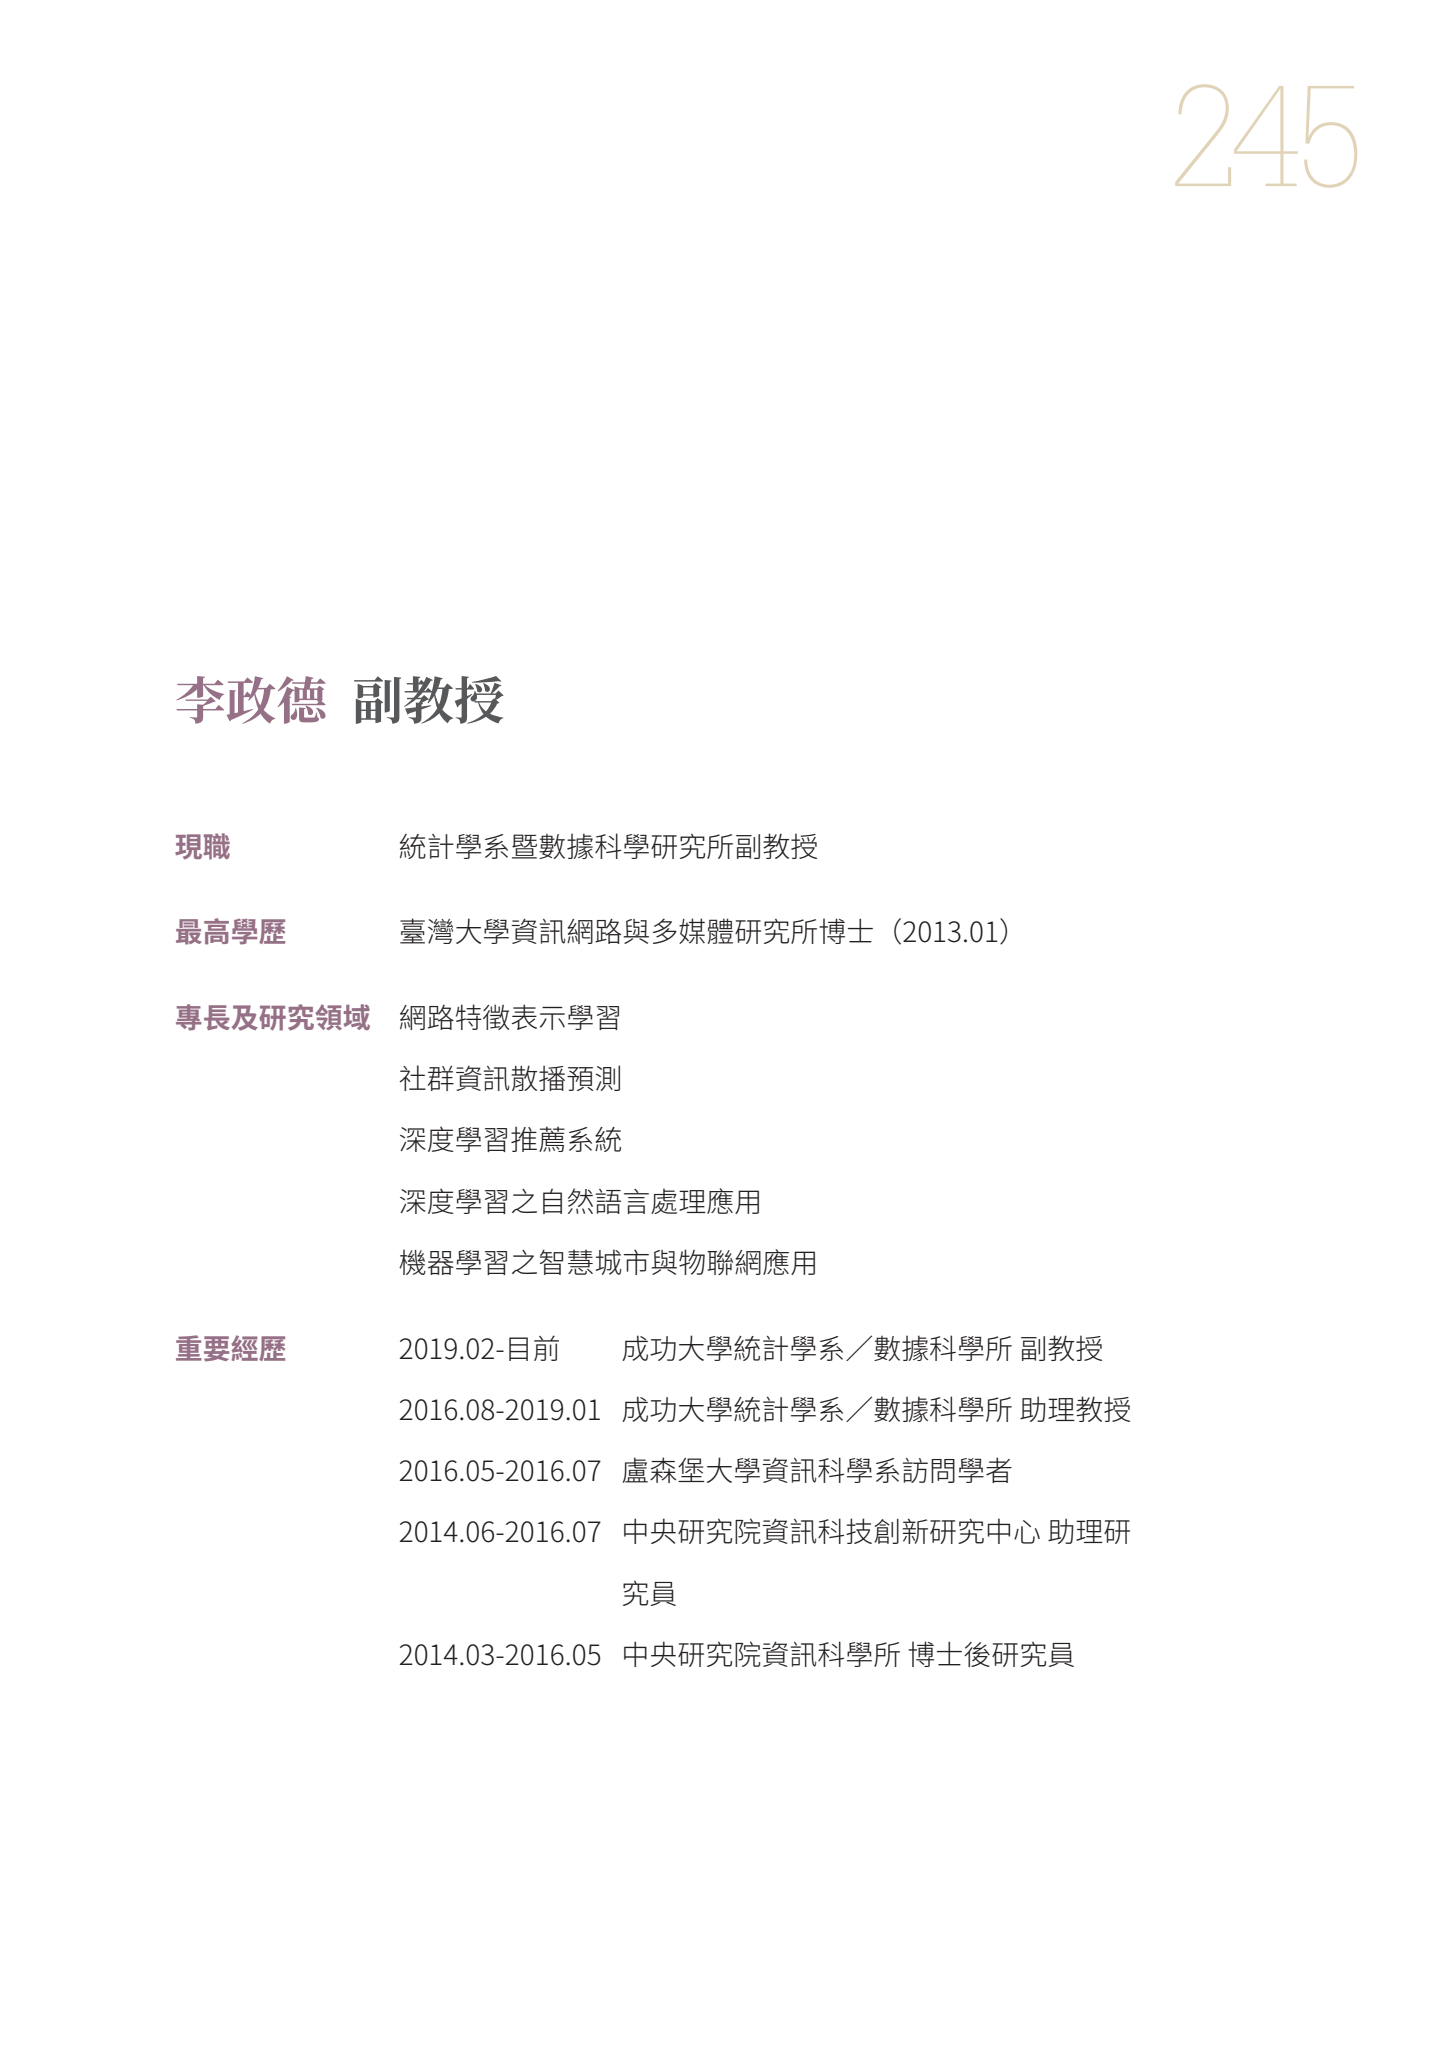 245
李政德 副教授
現職 統計學系暨數據科學研究所副教授
最高學歷 臺灣大學資訊網路與多媒體研究所博士（2013.01）
專長及研究領域 網路特徵表示學習
社群資訊散播預測
深度學習推薦系統
深度學習之自然語言處理應用
機器學習之智慧城市與物聯網應用
重要經歷 2019.02-目前 成功大學統計學系／數據科學所 副教授
2016.08-2019.01 成功大學統計學系／數據科學所 助理教授
2016.05-2016.07 盧森堡大學資訊科學系訪問學者
2014.06-2016.07 中央研究院資訊科技創新研究中心 助理研
究員
2014.03-2016.05 中央研究院資訊科學所 博士後研究員